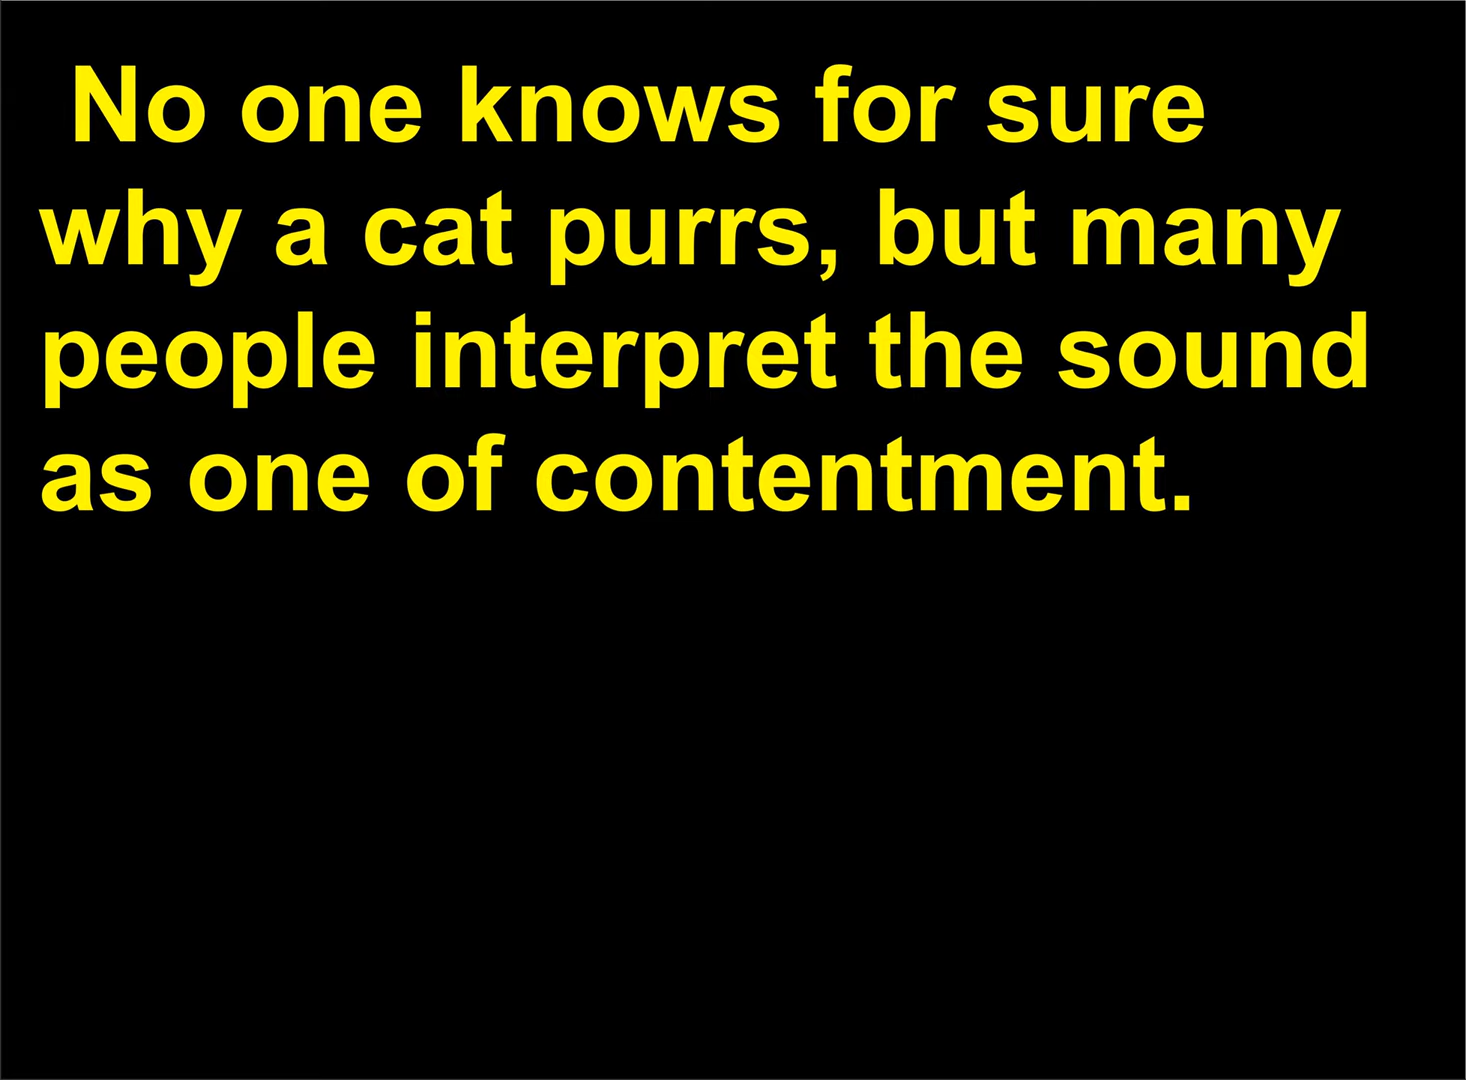 No one knows for sure
why a cat purrs, but many
people interpret the sound
as one of contentment.